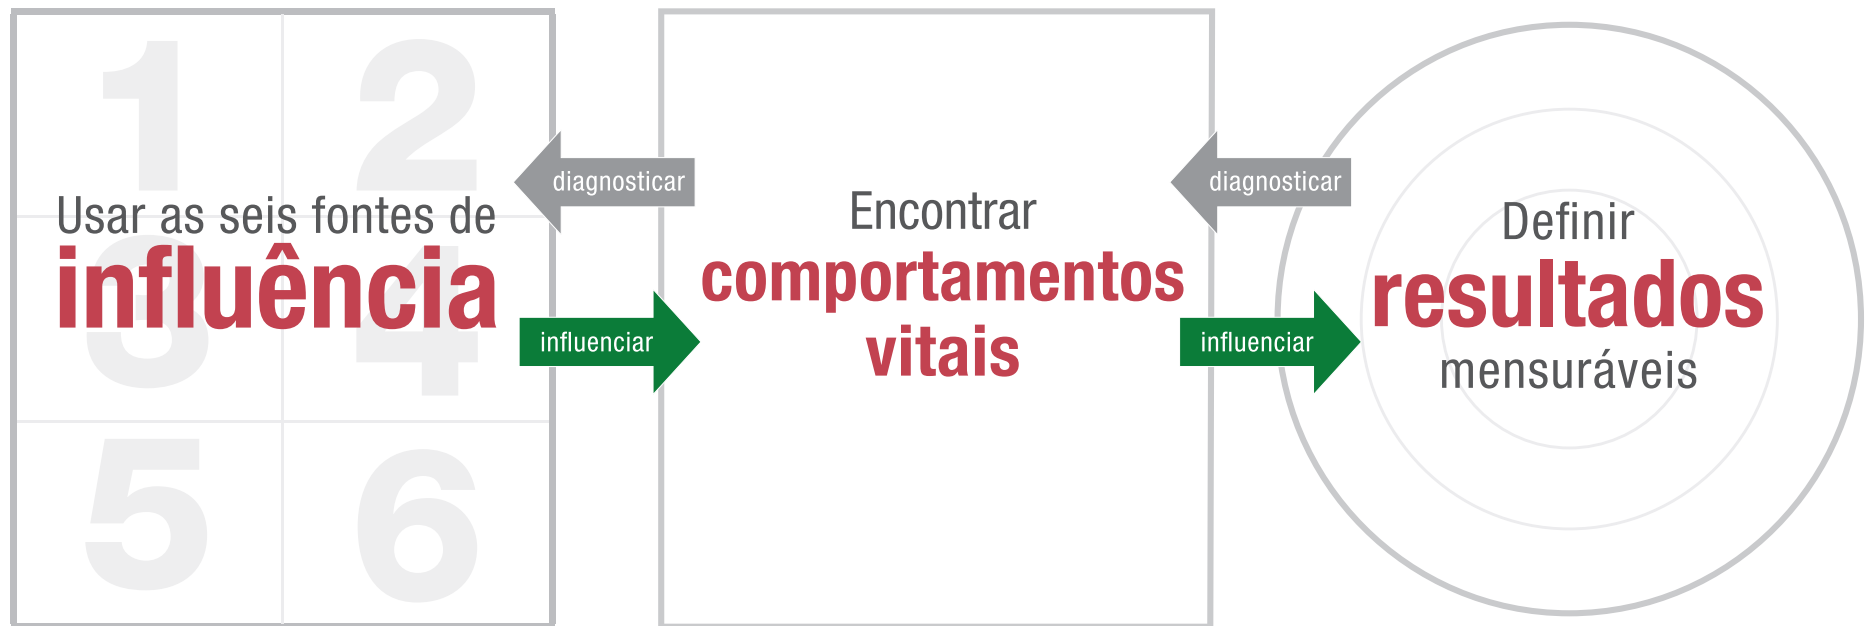 1 2
3 4
5 6
Usar as seis fontes de
influência
diagnosticar
influenciar
Encontrar
comportamentos
vitais
diagnosticar
influenciar
Definir
resultados
mensuráveis